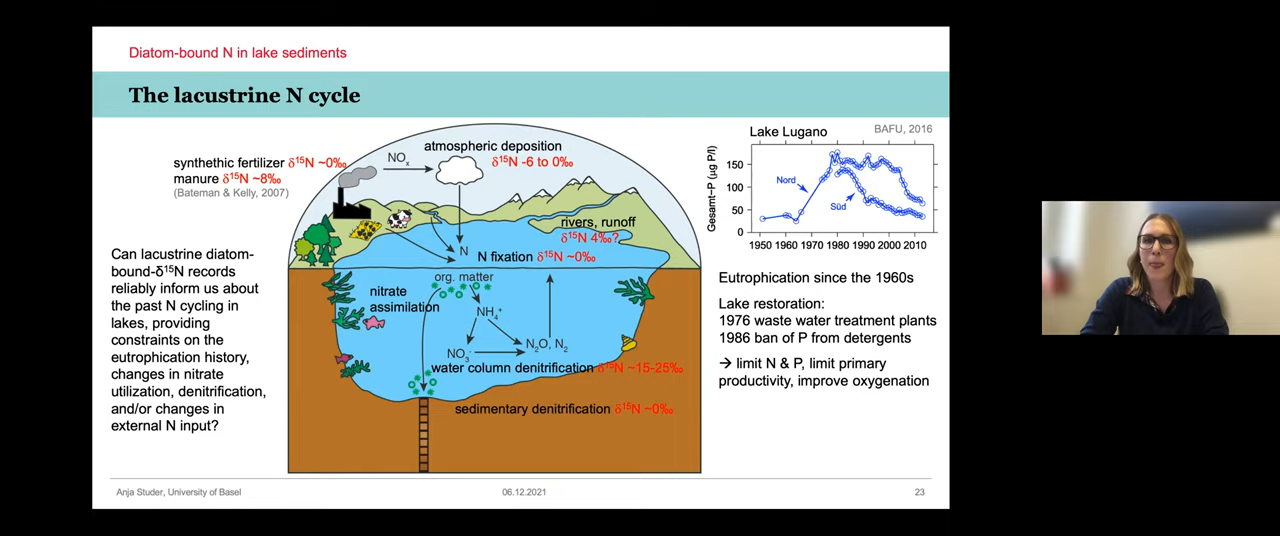 Diatom-bound N in lake sediments
The lacustrine N cycle
synthethic fertilizer δ¹⁵N ~0‰
manure δ¹⁵N ~8‰
(Bateman & Kelly, 2007)
NOₓ
atmospheric deposition
δ¹⁵N -6 to 0‰
rivers, runoff
δ¹⁵N 4‰?
N
N fixation δ¹⁵N ~0‰
org. matter
nitrate
assimilation
NH₄⁺
NO₃⁻
N₂O, N₂
water column denitrification δ¹⁵N ~15-25‰
sedimentary denitrification δ¹⁵N ~0‰
Can lacustrine diatom-
bound-δ¹⁵N records
reliably inform us about
the past N cycling in
lakes, providing
constraints on the
eutrophication history,
changes in nitrate
utilization, denitrification,
and/or changes in
external N input?
Lake Lugano
BAFU, 2016
Gesamt-P (µg P/l)
150
100
50
0
Nord
Süd
1950 1960 1970 1980 1990 2000 2010
Eutrophication since the 1960s
Lake restoration:
1976 waste water treatment plants
1986 ban of P from detergents
→ limit N & P, limit primary
productivity, improve oxygenation
Anja Studer, University of Basel
06.12.2021
23